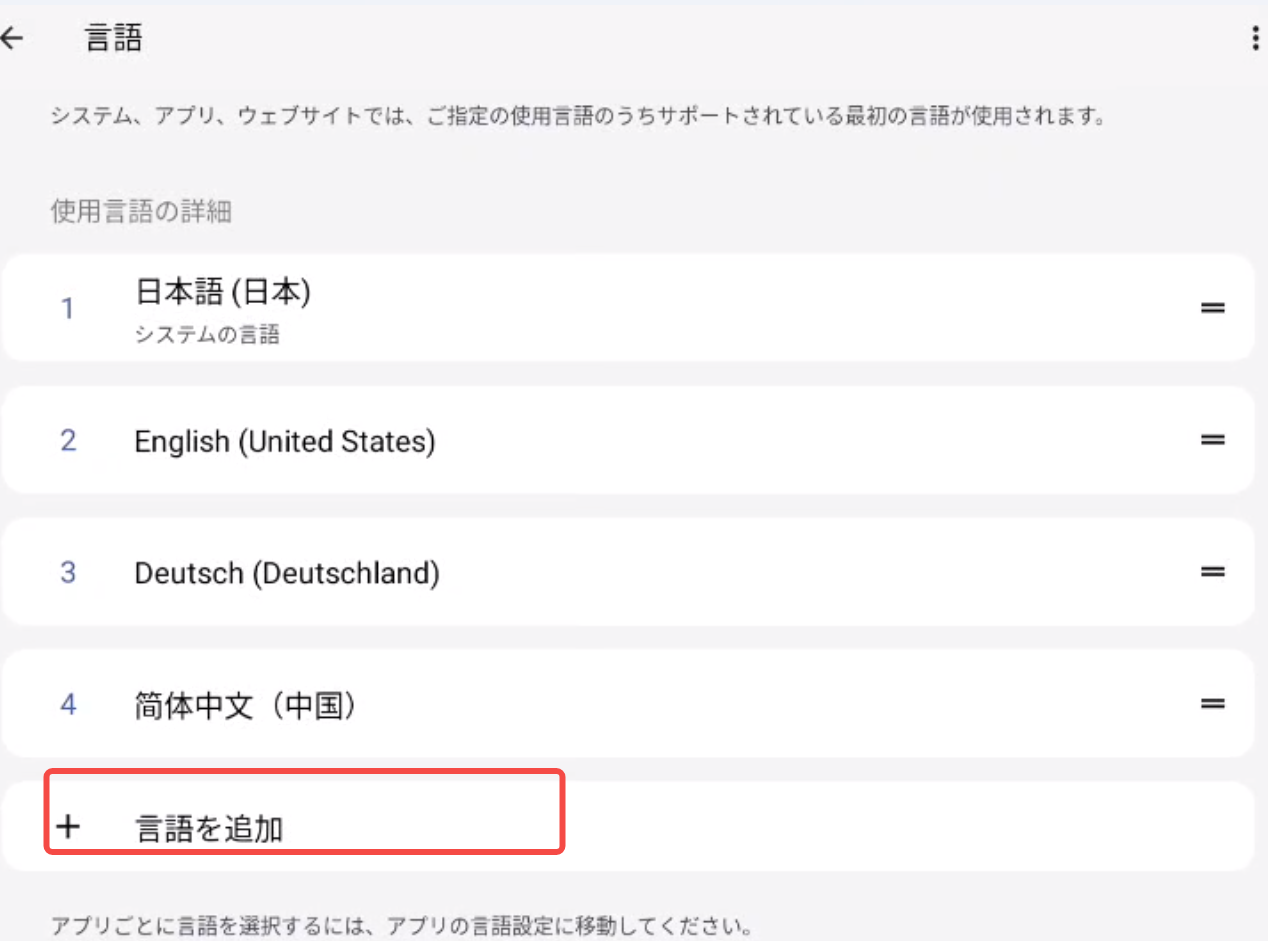 言語
システム、アプリ、ウェブサイトでは、ご指定の使用言語のうちサポートされている最初の言語が使用されます。
使用言語の詳細
1
日本語 (日本)
システムの言語
2
English (United States)
3
Deutsch (Deutschland)
4
简体中文（中国）
+ 言語を追加
アプリごとに言語を選択するには、アプリの言語設定に移動してください。